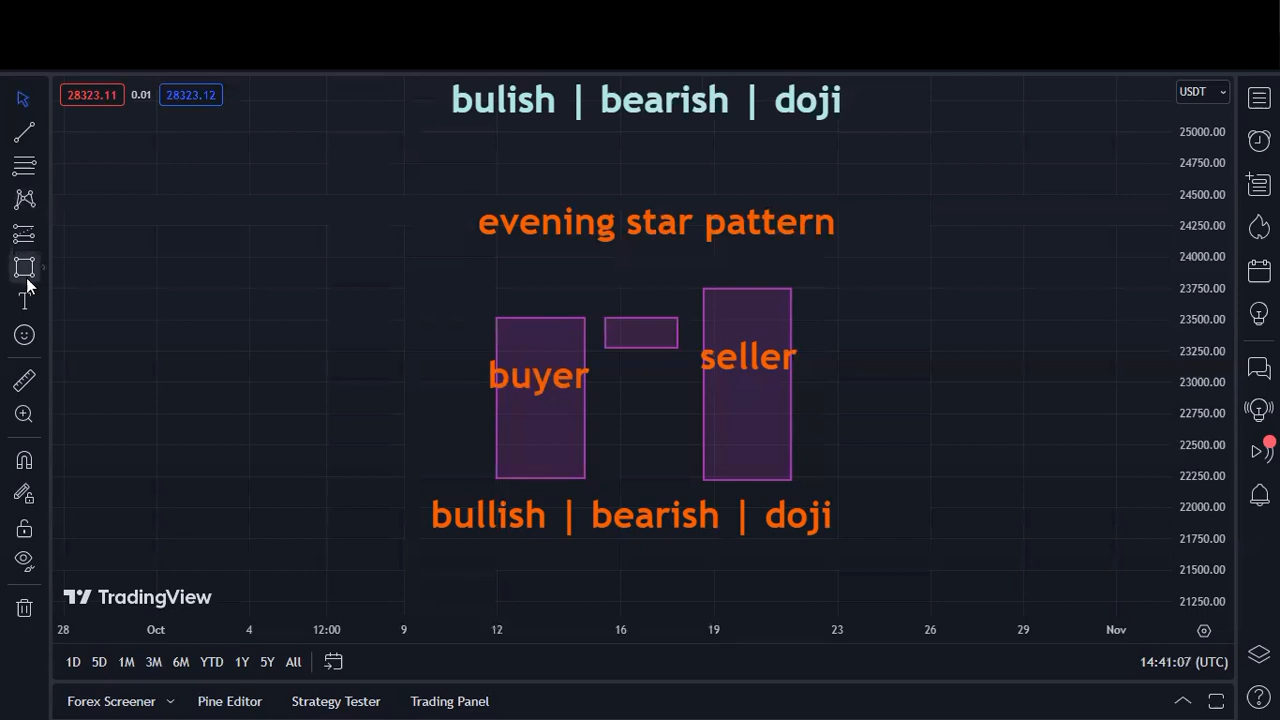 bulish | bearish | doji
28323.11 0.01 28323.12
USDT
25000.00
24750.00
24500.00
evening star pattern
24250.00
24000.00
23750.00
23500.00
seller
23250.00
buyer
23000.00
22750.00
22500.00
22250.00
bullish | bearish | doji
22000.00
21750.00
21500.00
TradingView
21250.00
28 Oct 4 12:00 9 12 16 19 23 26 29 Nov
1D 5D 1M 3M 6M YTD 1Y 5Y All 14:41:07 (UTC)
Forex Screener Pine Editor Strategy Tester Trading Panel